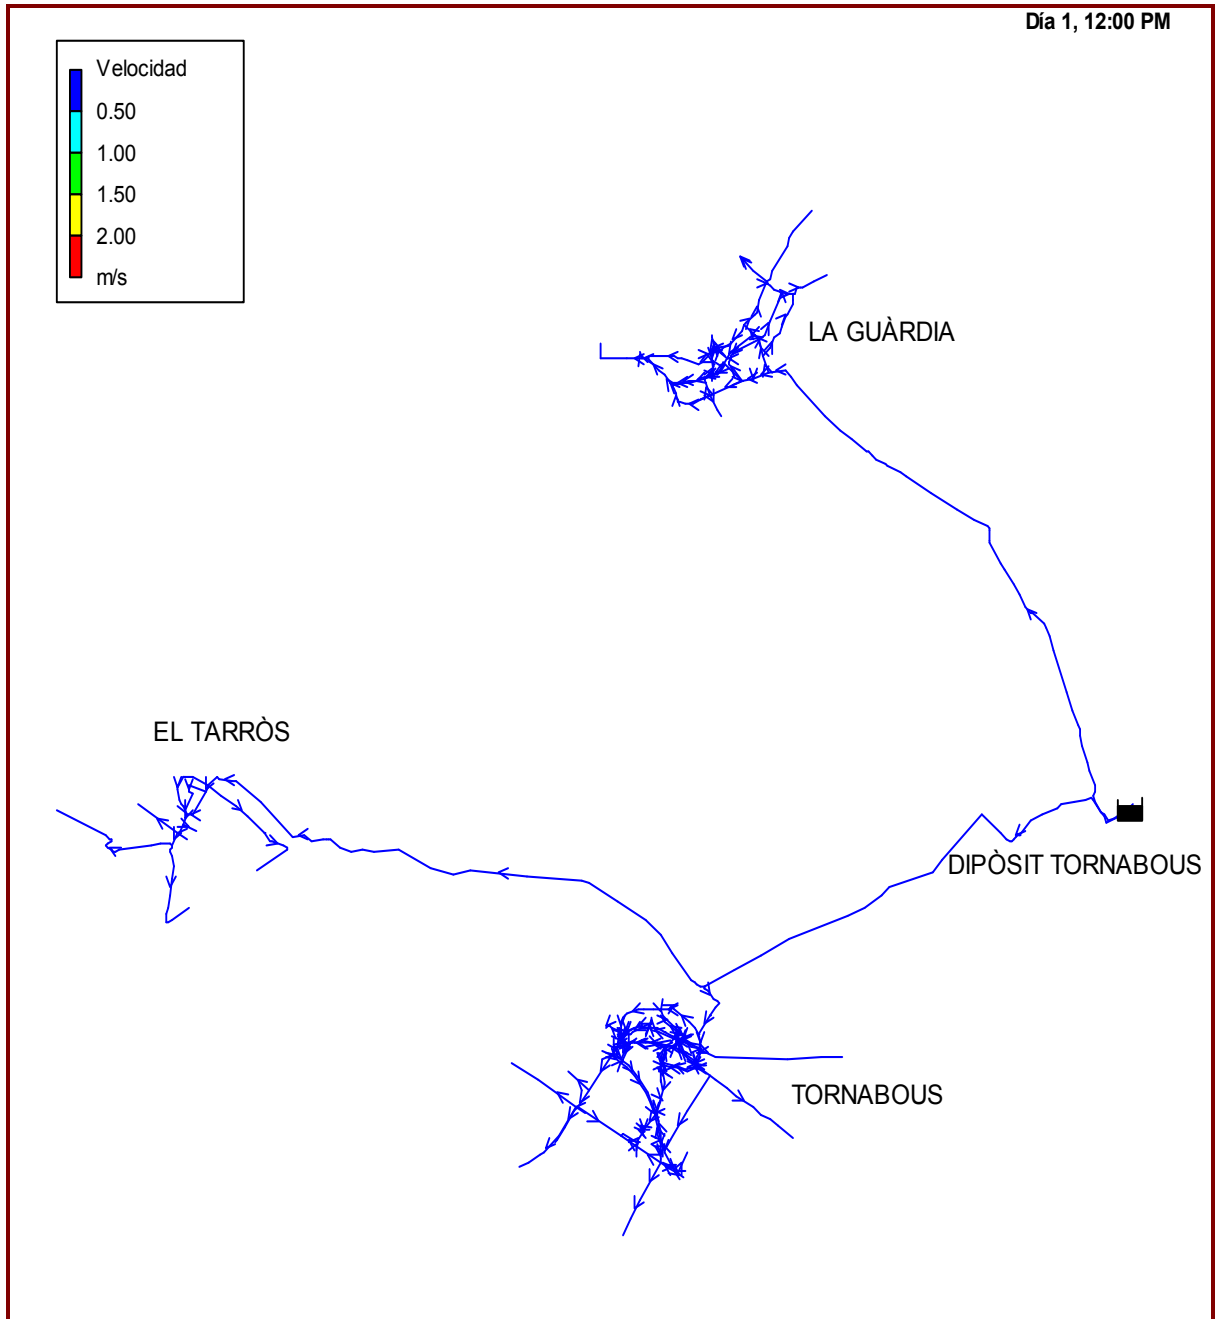 Día 1, 12:00 PM
Velocidad
0.50
1.00
1.50
2.00
m/s
LA GUÀRDIA
EL TARRÒS
DIPÒSIT TORNABOUS
TORNABOUS